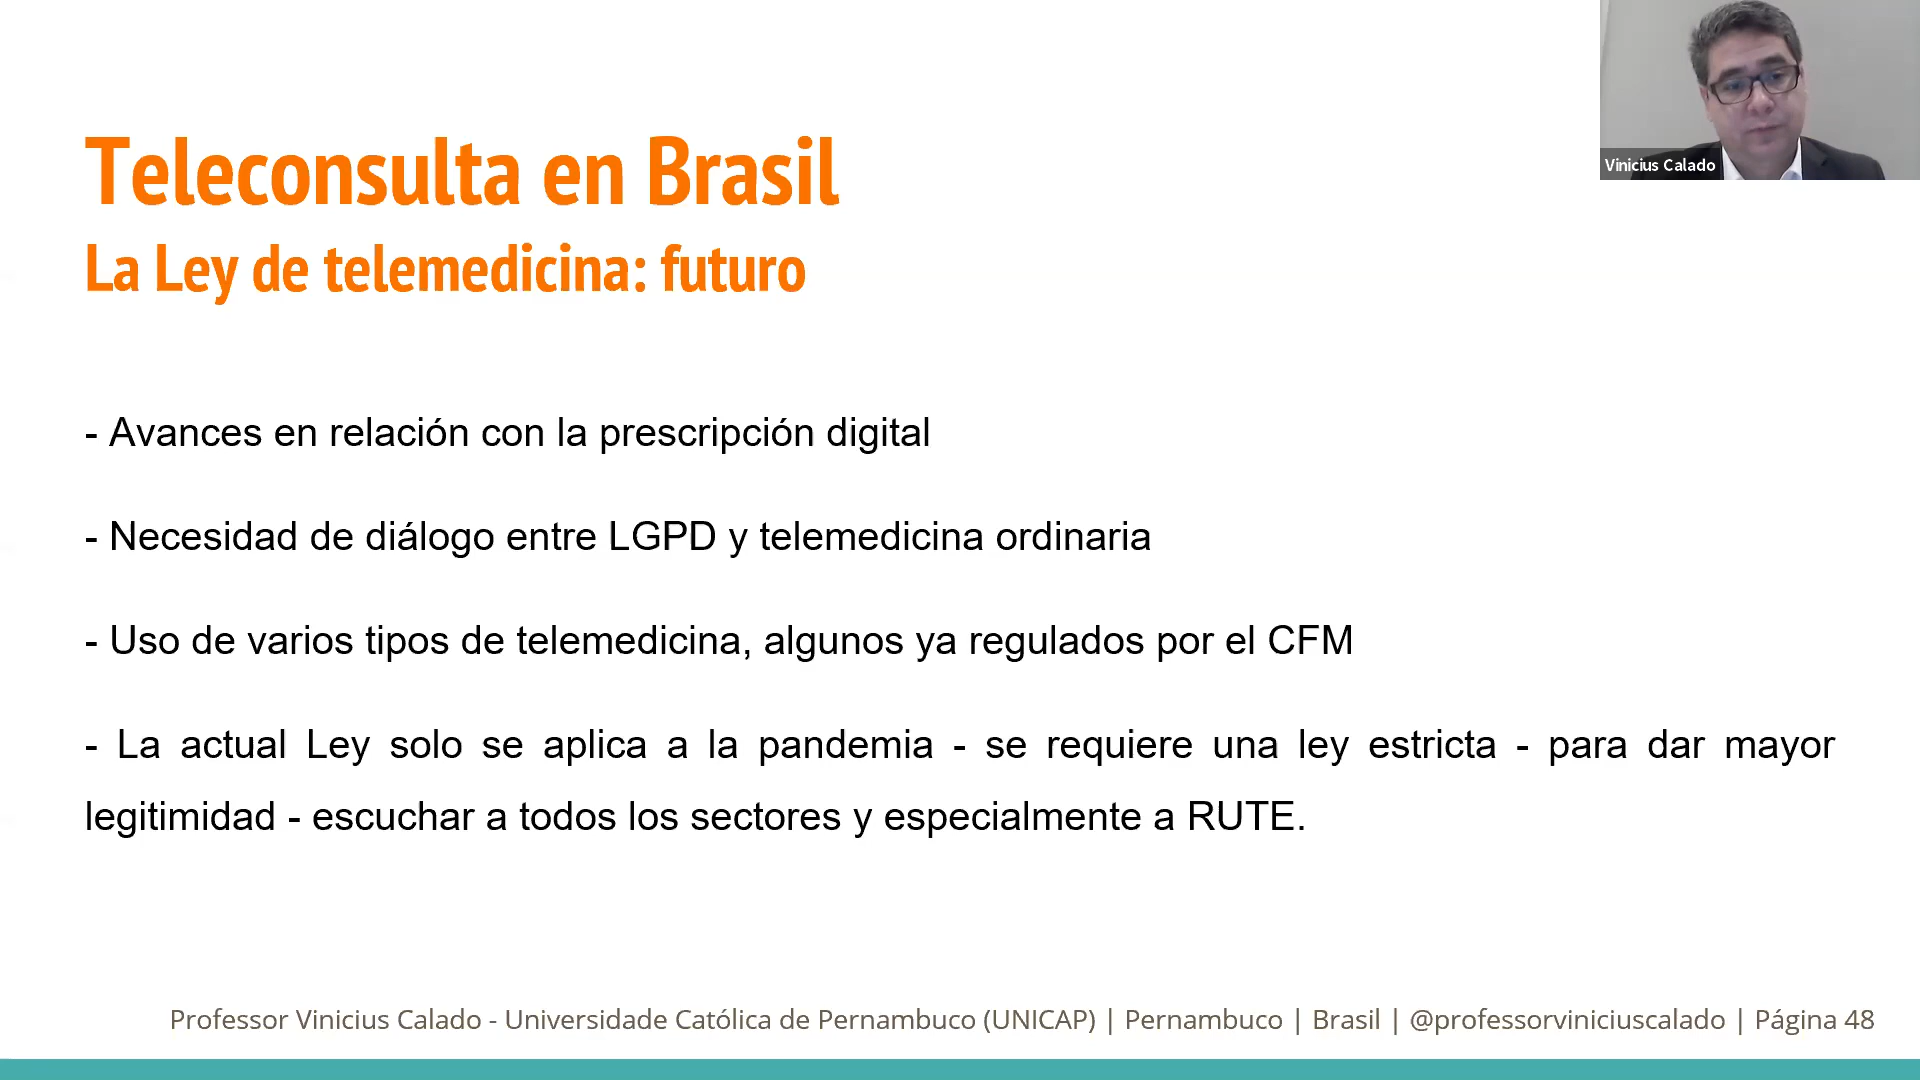 Vinicius Calado
Teleconsulta en Brasil
La Ley de telemedicina: futuro
- Avances en relación con la prescripción digital
- Necesidad de diálogo entre LGPD y telemedicina ordinaria
- Uso de varios tipos de telemedicina, algunos ya regulados por el CFM
- La actual Ley solo se aplica a la pandemia - se requiere una ley estricta - para dar mayor
legitimidad - escuchar a todos los sectores y especialmente a RUTE.
Professor Vinicius Calado - Universidade Católica de Pernambuco (UNICAP) | Pernambuco | Brasil | @professorviniciuscalado | Página 48